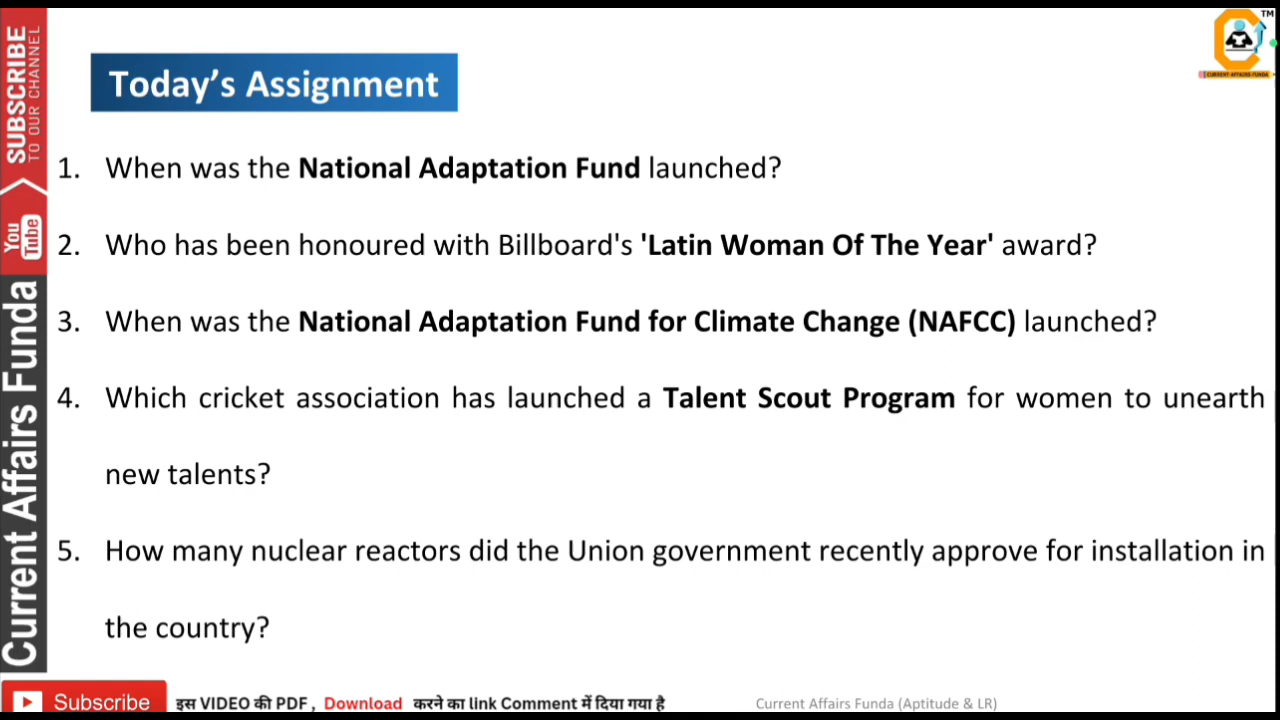 SUBSCRIBE
TO OUR CHANNEL
You
Tube
Current Affairs Funda
TM
CURRENT AFFAIRS FUNDA
Today’s Assignment
1. When was the National Adaptation Fund launched?
2. Who has been honoured with Billboard's 'Latin Woman Of The Year' award?
3. When was the National Adaptation Fund for Climate Change (NAFCC) launched?
4. Which cricket association has launched a Talent Scout Program for women to unearth
new talents?
5. How many nuclear reactors did the Union government recently approve for installation in
the country?
Subscribe
इस VIDEO की PDF , Download करने का link Comment में दिया गया है
Current Affairs Funda (Aptitude & LR)